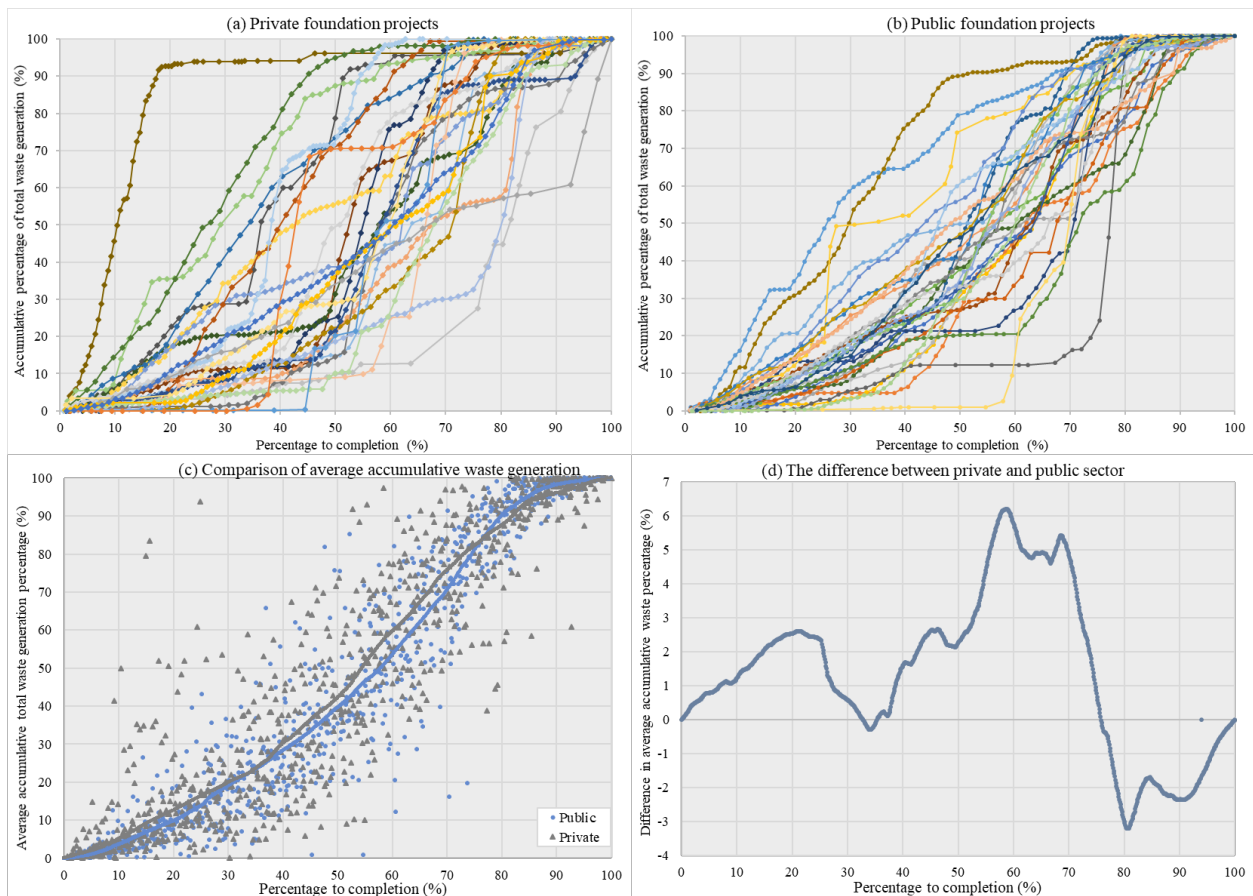 (a) Private foundation projects
Accumulative percentage of total waste generation (%)
100
90
80
70
60
50
40
30
20
10
0
0 10 20 30 40 50 60 70 80 90 100
Percentage to completion (%)
(b) Public foundation projects
Accumulative percentage of total waste generation (%)
100
90
80
70
60
50
40
30
20
10
0
0 10 20 30 40 50 60 70 80 90 100
Percentage to completion (%)
(c) Comparison of average accumulative waste generation
Average accumulative total waste generation percentage (%)
100
90
80
70
60
50
40
30
20
10
0
Public
Private
0 10 20 30 40 50 60 70 80 90 100
Percentage to completion (%)
(d) The difference between private and public sector
Difference in average accumulative waste percentage (%)
7
6
5
4
3
2
1
0
-1
-2
-3
-4
0 10 20 30 40 50 60 70 80 90 100
Percentage to completion (%)